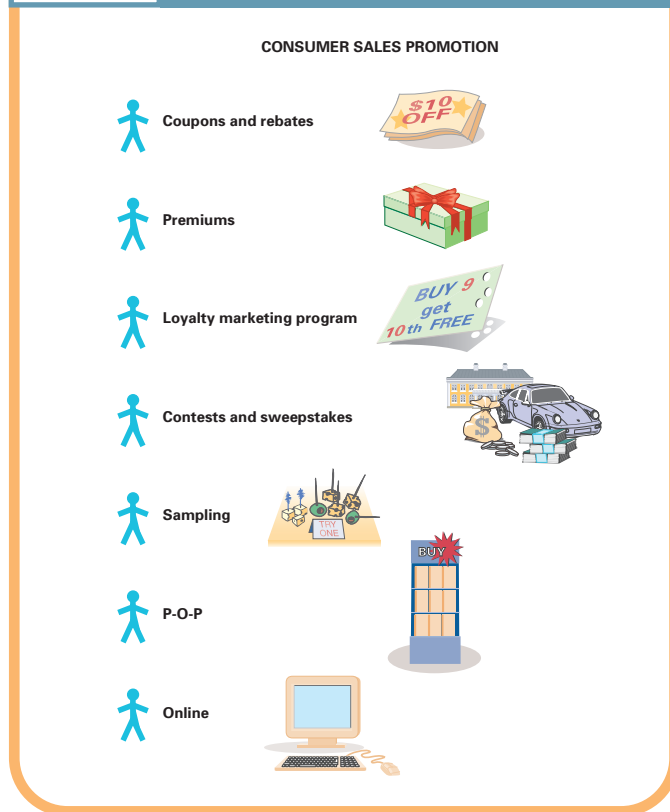 CONSUMER SALES PROMOTION
Coupons and rebates
$10
OFF
Premiums
Loyalty marketing program
BUY 9
get
10th FREE
Contests and sweepstakes
$
Sampling
TRY
ONE
P-O-P
BUY
Online